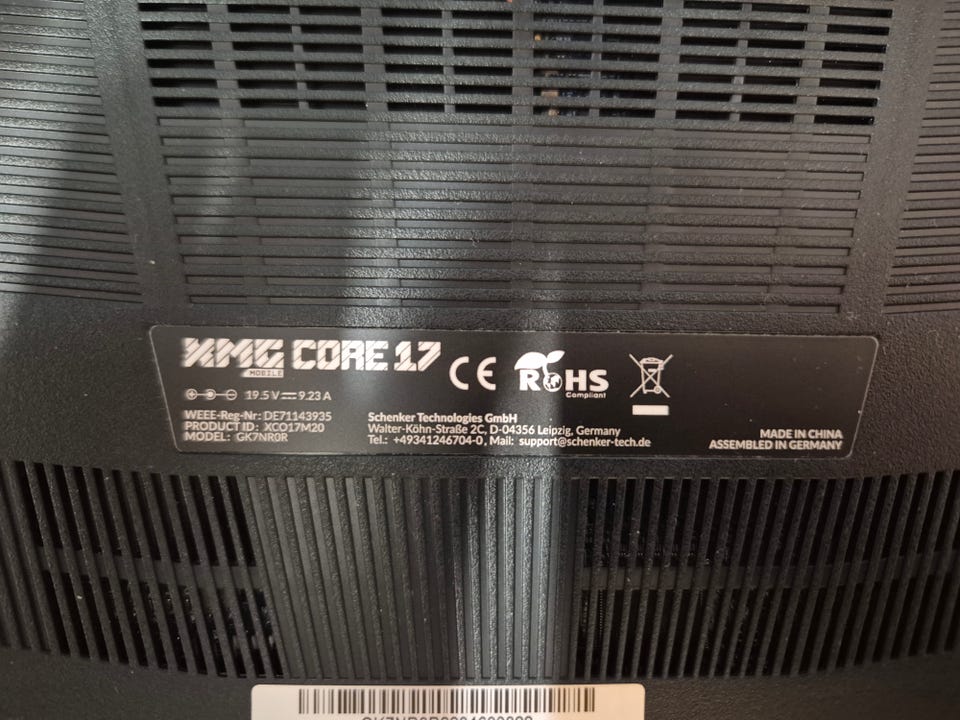 XMG CORE 17
MOBILE
CE
RoHS
Compliant
19.5 V⎓9.23 A
WEEE-Reg-Nr: DE71143935
PRODUCT ID: XCO17M20
MODEL: GK7NR0R
Schenker Technologies GmbH
Walter-Köhn-Straße 2C, D-04356 Leipzig, Germany
Tel.: +49341246704-0, Mail: support@schenker-tech.de
MADE IN CHINA
ASSEMBLED IN GERMANY